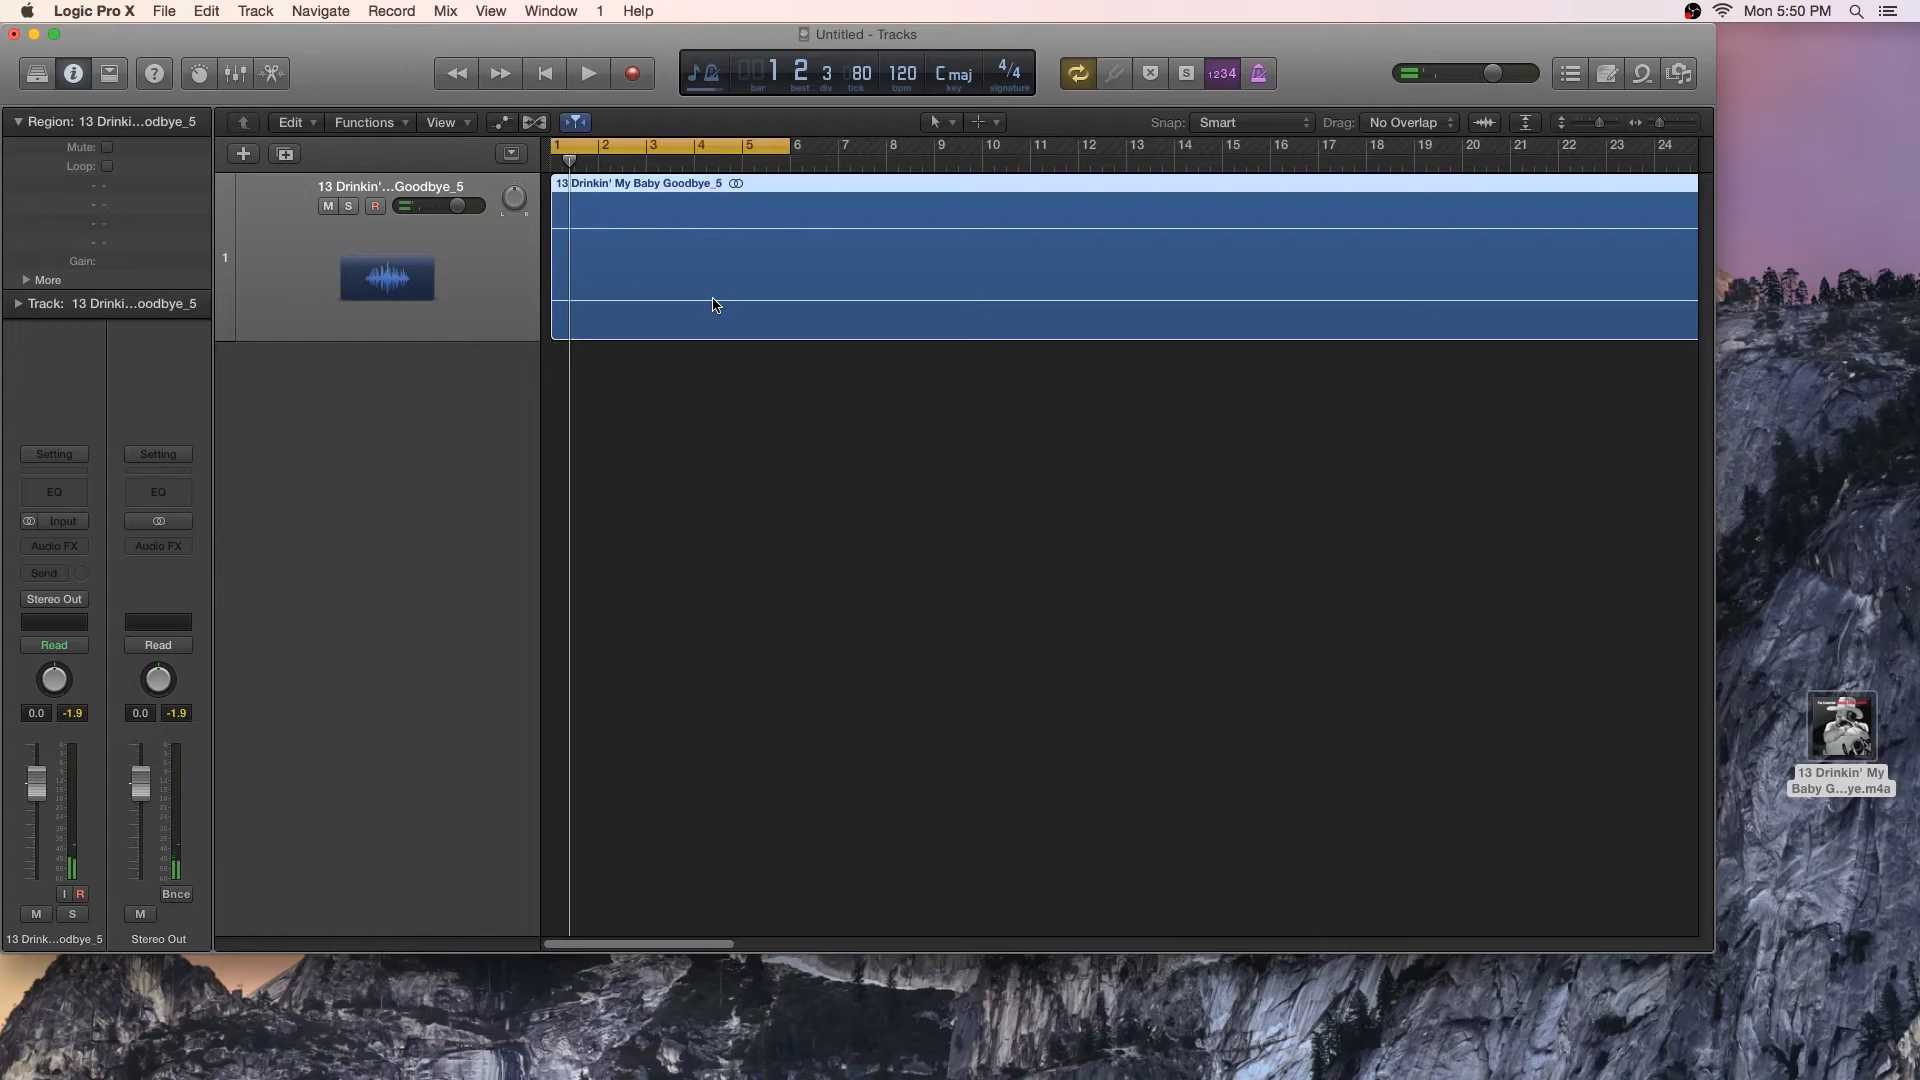 Logic Pro X File Edit Track Navigate Record Mix View Window 1 Help Mon 5:50 PM
Untitled - Tracks
1 2 3 80 120 C maj 4/4
bar beat div tick bpm key signature
S 1234
Region: 13 Drinki...odbye_5
Edit Functions View Snap: Smart Drag: No Overlap
Mute:
Loop:
Gain:
More
Track: 13 Drinki...oodbye_5
1 2 3 4 5 6 7 8 9 10 11 12 13 14 15 16 17 18 19 20 21 22 23 24
13 Drinkin'...Goodbye_5
M S R
L R
1
13 Drinkin' My Baby Goodbye_5
Setting Setting
EQ EQ
Input
Audio FX Audio FX
Send
Stereo Out
Read Read
0.0 -1.9 0.0 -1.9
I R Bnce
M S M
13 Drink...odbye_5 Stereo Out
13 Drinkin' My
Baby G...ye.m4a